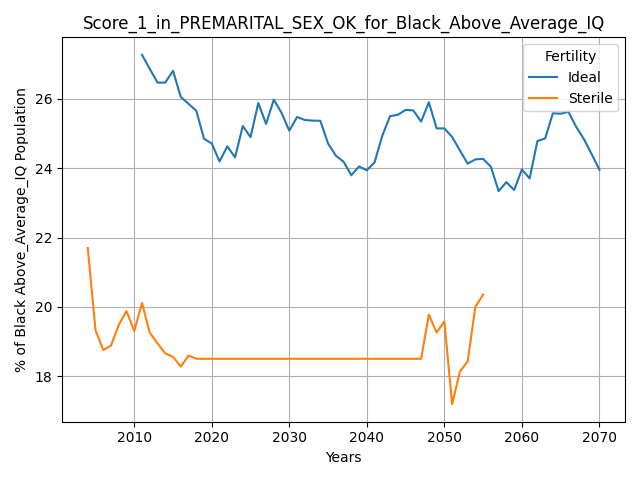 Score_1_in_PREMARITAL_SEX_OK_for_Black_Above_Average_IQ
Fertility
Ideal
Sterile
% of Black Above_Average_IQ Population
26
24
22
20
18
2010 2020 2030 2040 2050 2060 2070
Years